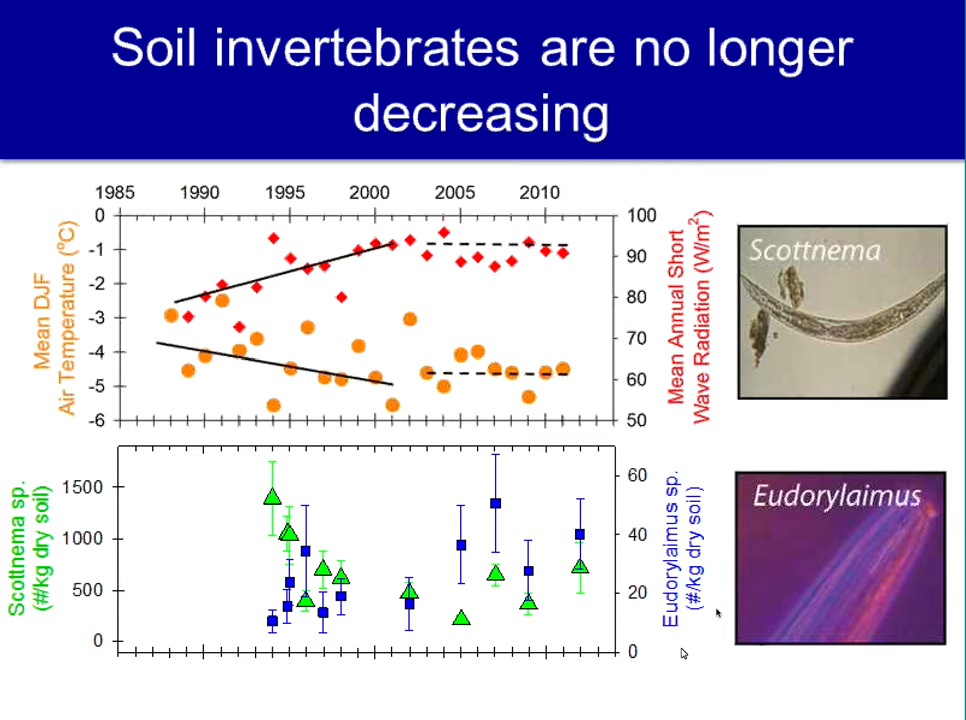 Soil invertebrates are no longer
decreasing
1985 1990 1995 2000 2005 2010
0
-1
-2
-3
-4
-5
-6
Mean DJF
Air Temperature (°C)
100
90
80
70
60
50
Mean Annual Short
Wave Radiation (W/m²)
Scottnema
1500
1000
500
0
Scottnema sp.
(#/kg dry soil)
60
40
20
0
Eudorylaimus sp.
(#/kg dry soil)
Eudorylaimus